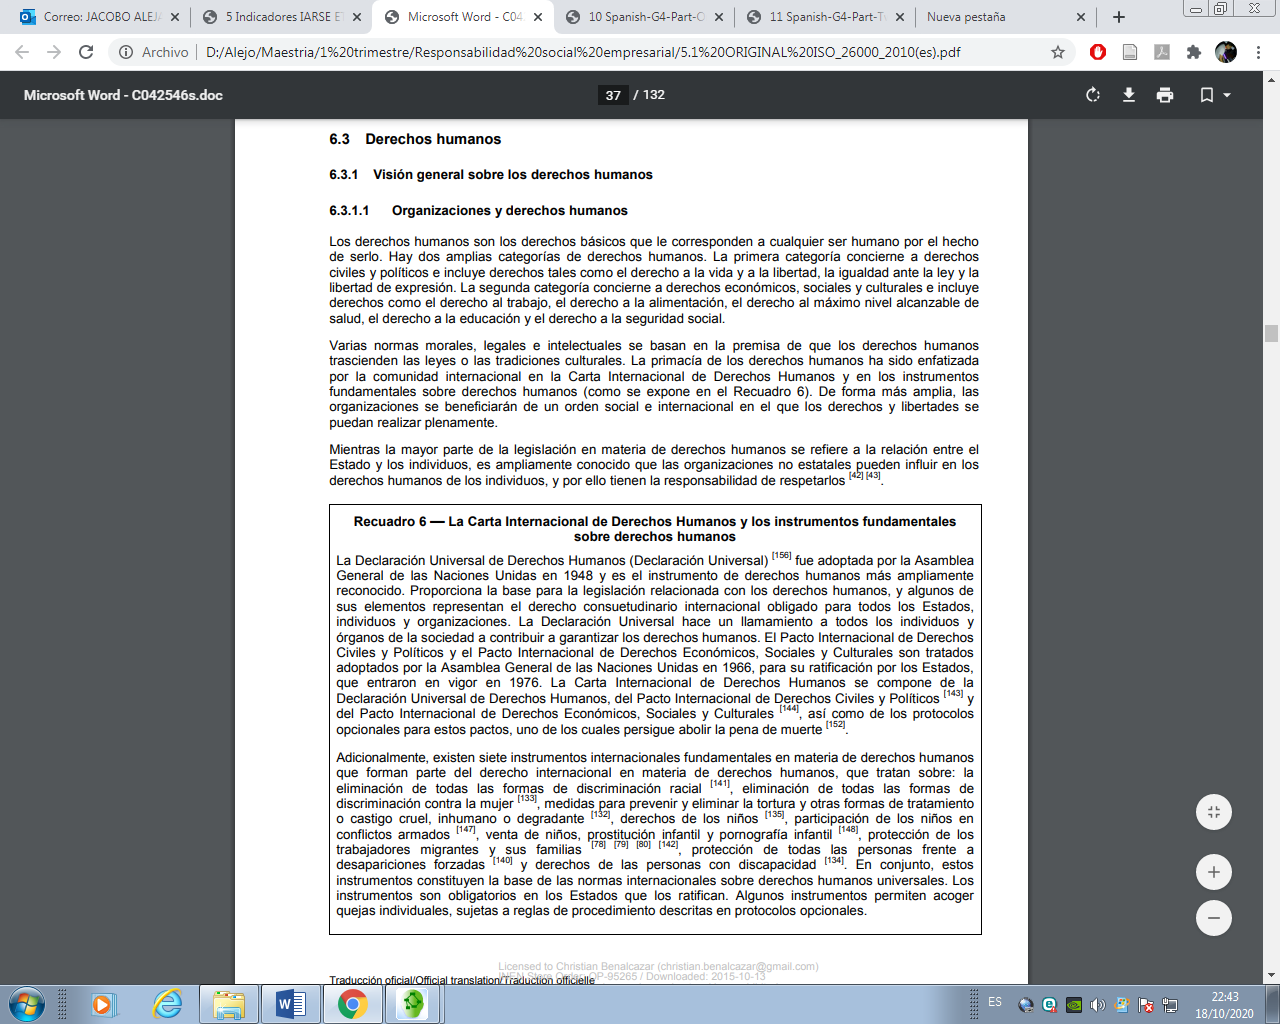 Correo: JACOBO ALEJA
5 Indicadores IARSE E
Microsoft Word - C04
10 Spanish-G4-Part-O
11 Spanish-G4-Part-Tw
Nueva pestaña
Archivo
D:/Alejo/Maestria/1%20trimestre/Responsabilidad%20social%20empresarial/5.1%20ORIGINAL%20ISO_26000_2010(es).pdf
Microsoft Word - C042546s.doc
37 / 132
6.3 Derechos humanos
6.3.1 Visión general sobre los derechos humanos
6.3.1.1 Organizaciones y derechos humanos
Los derechos humanos son los derechos básicos que le corresponden a cualquier ser humano por el hecho
de serlo. Hay dos amplias categorías de derechos humanos. La primera categoría concierne a derechos
civiles y políticos e incluye derechos tales como el derecho a la vida y a la libertad, la igualdad ante la ley y la
libertad de expresión. La segunda categoría concierne a derechos económicos, sociales y culturales e incluye
derechos como el derecho al trabajo, el derecho a la alimentación, el derecho al máximo nivel alcanzable de
salud, el derecho a la educación y el derecho a la seguridad social.
Varias normas morales, legales e intelectuales se basan en la premisa de que los derechos humanos
trascienden las leyes o las tradiciones culturales. La primacía de los derechos humanos ha sido enfatizada
por la comunidad internacional en la Carta Internacional de Derechos Humanos y en los instrumentos
fundamentales sobre derechos humanos (como se expone en el Recuadro 6). De forma más amplia, las
organizaciones se beneficiarán de un orden social e internacional en el que los derechos y libertades se
puedan realizar plenamente.
Mientras la mayor parte de la legislación en materia de derechos humanos se refiere a la relación entre el
Estado y los individuos, es ampliamente conocido que las organizaciones no estatales pueden influir en los
derechos humanos de los individuos, y por ello tienen la responsabilidad de respetarlos [42] [43].
Recuadro 6 — La Carta Internacional de Derechos Humanos y los instrumentos fundamentales
sobre derechos humanos
La Declaración Universal de Derechos Humanos (Declaración Universal) [156] fue adoptada por la Asamblea
General de las Naciones Unidas en 1948 y es el instrumento de derechos humanos más ampliamente
reconocido. Proporciona la base para la legislación relacionada con los derechos humanos, y algunos de
sus elementos representan el derecho consuetudinario internacional obligado para todos los Estados,
individuos y organizaciones. La Declaración Universal hace un llamamiento a todos los individuos y
órganos de la sociedad a contribuir a garantizar los derechos humanos. El Pacto Internacional de Derechos
Civiles y Políticos y el Pacto Internacional de Derechos Económicos, Sociales y Culturales son tratados
adoptados por la Asamblea General de las Naciones Unidas en 1966, para su ratificación por los Estados,
que entraron en vigor en 1976. La Carta Internacional de Derechos Humanos se compone de la
Declaración Universal de Derechos Humanos, del Pacto Internacional de Derechos Civiles y Políticos [143] y
del Pacto Internacional de Derechos Económicos, Sociales y Culturales [144], así como de los protocolos
opcionales para estos pactos, uno de los cuales persigue abolir la pena de muerte [152].
Adicionalmente, existen siete instrumentos internacionales fundamentales en materia de derechos humanos
que forman parte del derecho internacional en materia de derechos humanos, que tratan sobre: la
eliminación de todas las formas de discriminación racial [141], eliminación de todas las formas de
discriminación contra la mujer [133], medidas para prevenir y eliminar la tortura y otras formas de tratamiento
o castigo cruel, inhumano o degradante [132], derechos de los niños [135], participación de los niños en
conflictos armados [147], venta de niños, prostitución infantil y pornografía infantil [148], protección de los
trabajadores migrantes y sus familias [78] [79] [80] [142], protección de todas las personas frente a
desapariciones forzadas [140] y derechos de las personas con discapacidad [134]. En conjunto, estos
instrumentos constituyen la base de las normas internacionales sobre derechos humanos universales. Los
instrumentos son obligatorios en los Estados que los ratifican. Algunos instrumentos permiten acoger
quejas individuales, sujetas a reglas de procedimiento descritas en protocolos opcionales.
Licensed to Christian Benalcazar (christian.benalcazar@gmail.com)
INEN Store Order: OP-95265 / Downloaded: 2015-10-13
Traducción oficial/Official translation/Traduction officielle
ES
22:43
18/10/2020